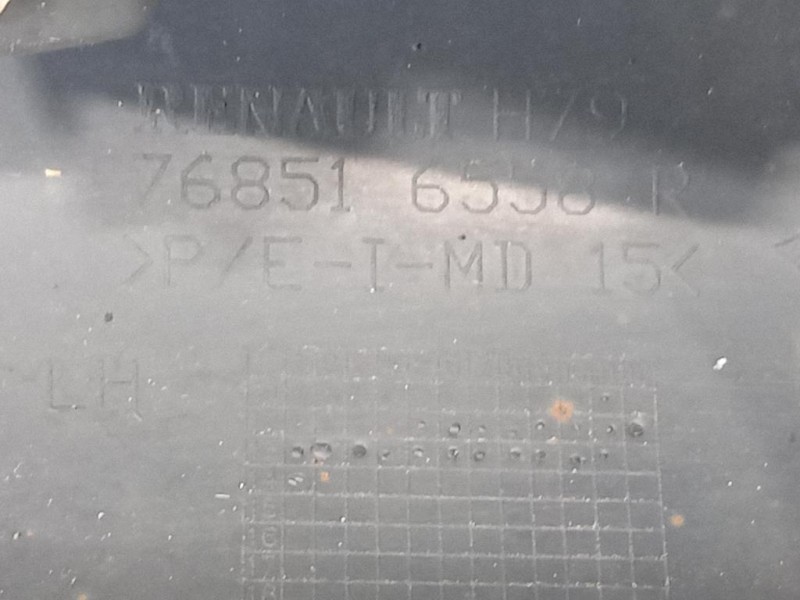 RENAULT H79
76851 6558 R
>P/E-I-MD 15<
LH